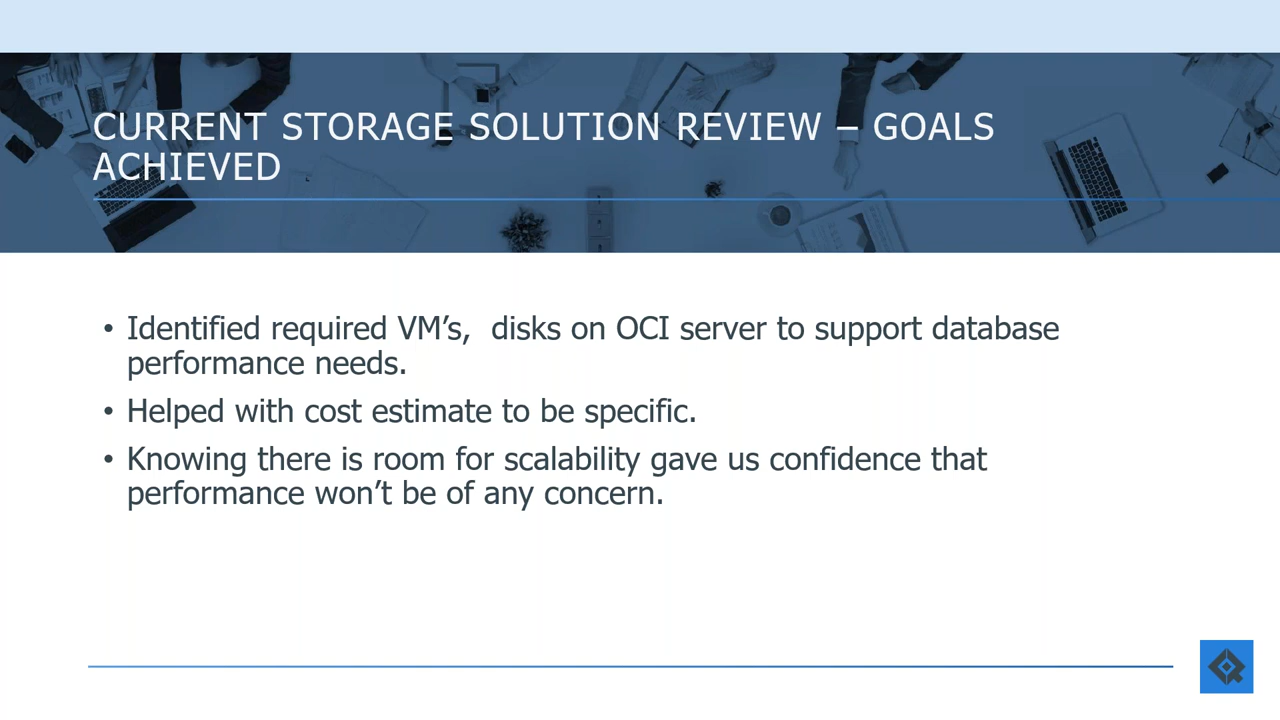 CURRENT STORAGE SOLUTION REVIEW – GOALS
ACHIEVED
• Identified required VM’s,  disks on OCI server to support database
performance needs.
• Helped with cost estimate to be specific.
• Knowing there is room for scalability gave us confidence that
performance won’t be of any concern.